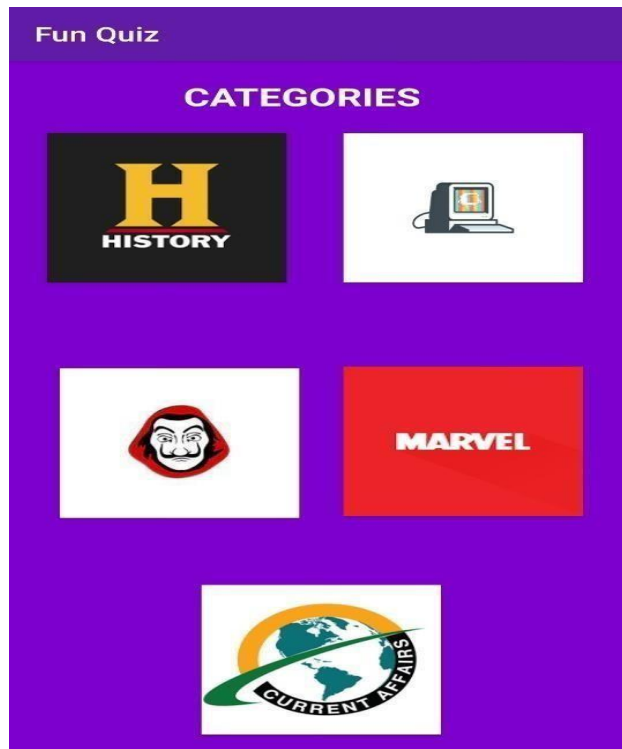 Fun Quiz
CATEGORIES
H
HISTORY
MARVEL
CURRENT AFFAIRS